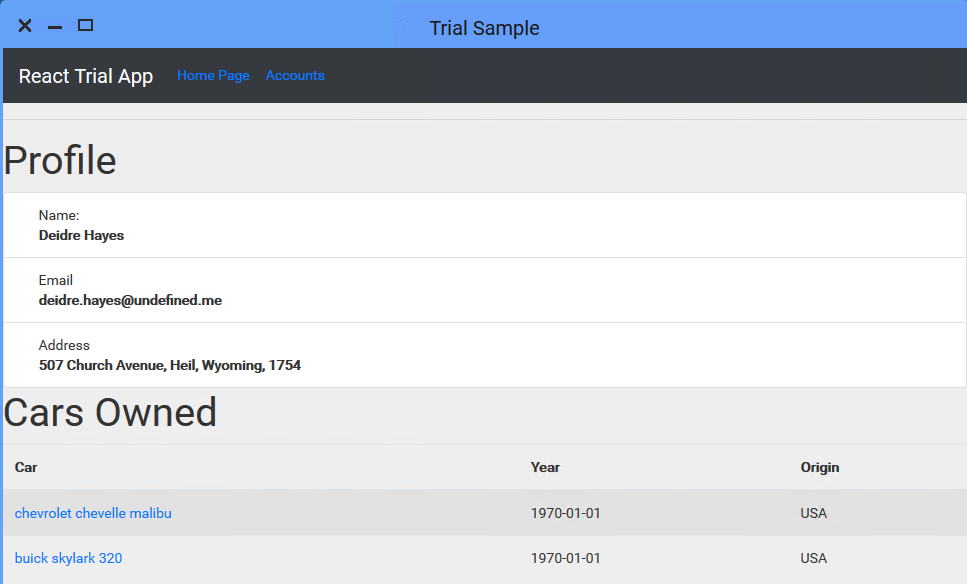 Trial Sample
React Trial App Home Page Accounts
Profile
Name:
Deidre Hayes
Email
deidre.hayes@undefined.me
Address
507 Church Avenue, Heil, Wyoming, 1754
Cars Owned
Car Year Origin
chevrolet chevelle malibu 1970-01-01 USA
buick skylark 320 1970-01-01 USA